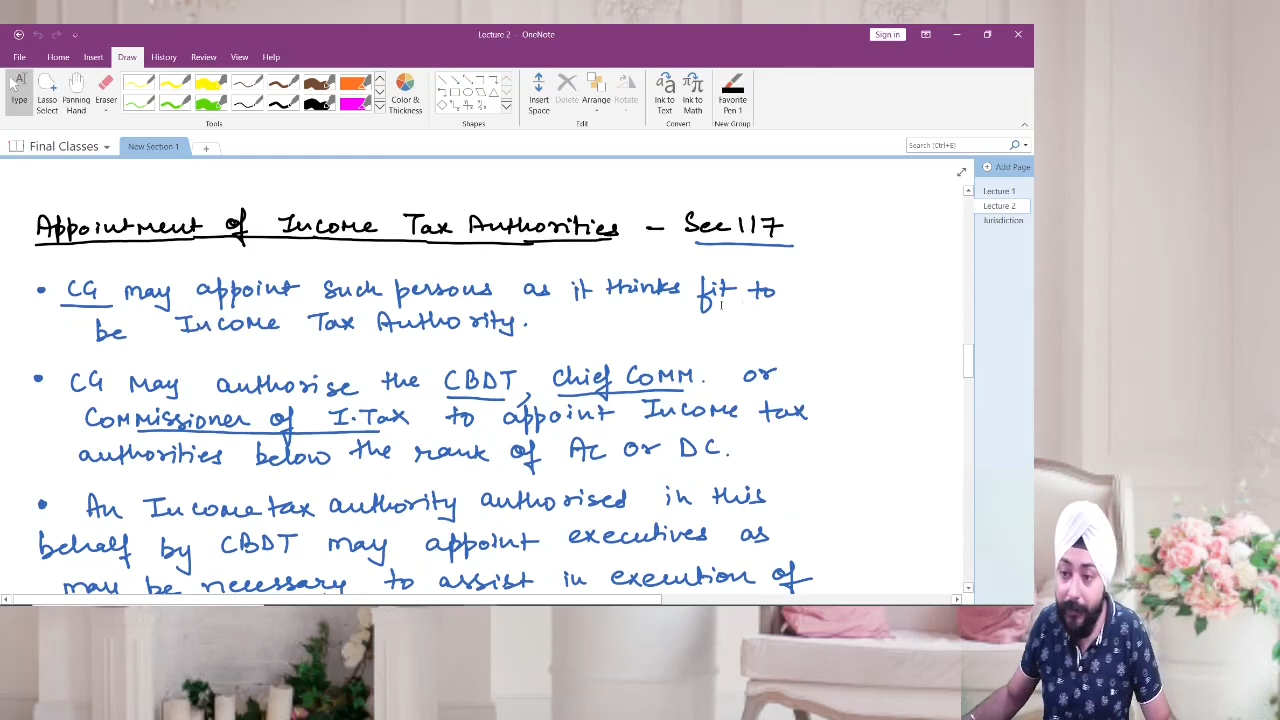 Lecture 2 - OneNote
Sign in
File Home Insert Draw History Review View Help
Type
Lasso Select
Panning Hand
Eraser
Color & Thickness
Insert Space
Delete
Arrange
Rotate
Ink to Text
Ink to Math
Favorite Pen 1
Tools Shapes Edit Convert New Group
Final Classes
New Section 1
+
Search (Ctrl+E)
Add Page
Lecture 1
Lecture 2
Jurisdiction
Appointment of Income Tax Authorities - Sec 117
• CG may appoint such persons as it thinks fit to
be Income Tax Authority.
• CG may authorise the CBDT, Chief Comm. or
Commissioner of I.Tax to appoint Income tax
authorities below the rank of AC or DC.
• An Income tax authority authorised in this
behalf by CBDT may appoint executives as
may be necessary to assist in execution of